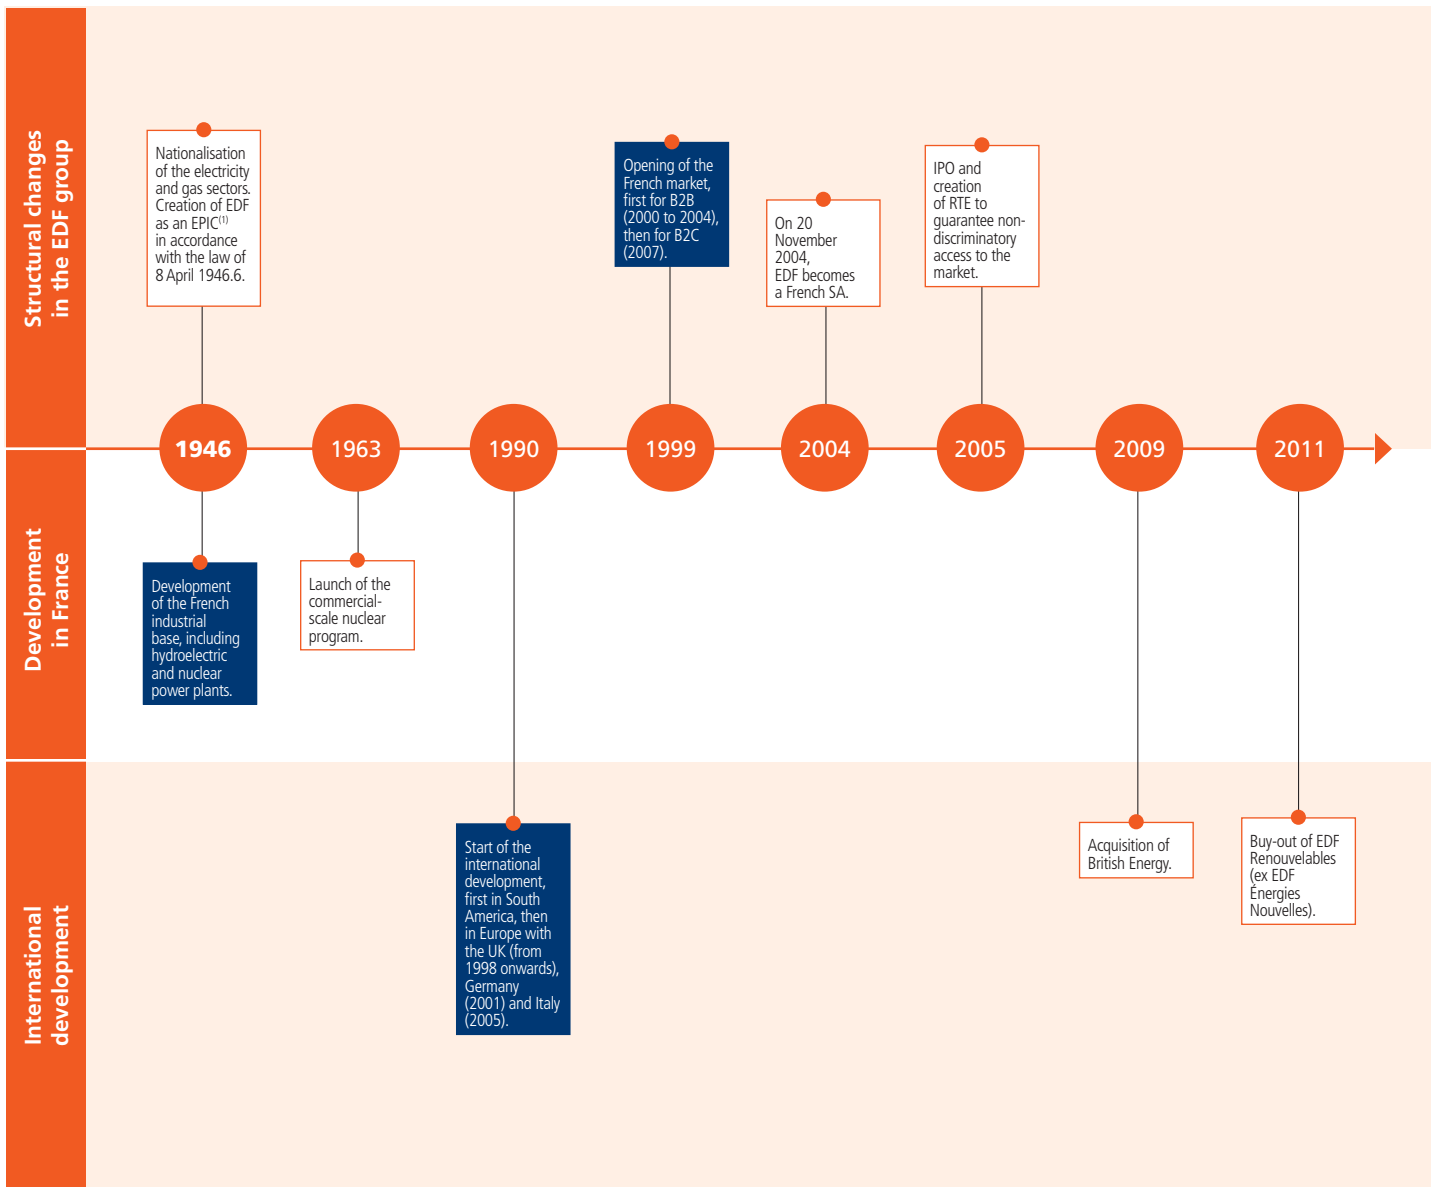 Structural changes
in the EDF group
Nationalisation
of the electricity
and gas sectors.
Creation of EDF
as an EPIC(1)
in accordance
with the law of
8 April 1946.6.
Opening of the
French market,
first for B2B
(2000 to 2004),
then for B2C
(2007).
On 20
November
2004,
EDF becomes
a French SA.
IPO and
creation
of RTE to
guarantee non-
discriminatory
access to the
market.
1946
1963
1990
1999
2004
2005
2009
2011
Development
in France
Development
of the French
industrial
base, including
hydroelectric
and nuclear
power plants.
Launch of the
commercial-
scale nuclear
program.
International
development
Start of the
international
development,
first in South
America, then
in Europe with
the UK (from
1998 onwards),
Germany
(2001) and Italy
(2005).
Acquisition of
British Energy.
Buy-out of EDF
Renouvelables
(ex EDF
Énergies
Nouvelles).